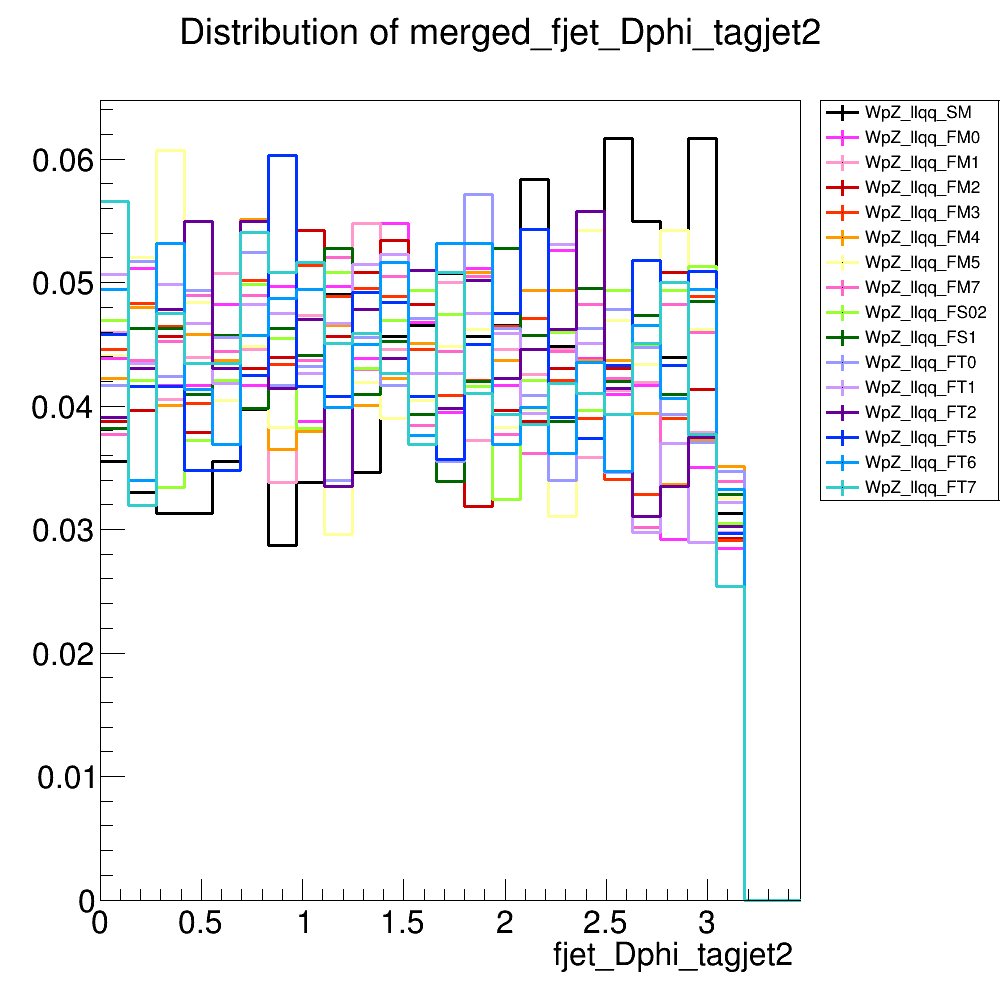 Distribution of merged_fjet_Dphi_tagjet2
0.06
0.05
0.04
0.03
0.02
0.01
0
0 0.5 1 1.5 2 2.5 3
fjet_Dphi_tagjet2
WpZ_llqq_SM
WpZ_llqq_FM0
WpZ_llqq_FM1
WpZ_llqq_FM2
WpZ_llqq_FM3
WpZ_llqq_FM4
WpZ_llqq_FM5
WpZ_llqq_FM7
WpZ_llqq_FS02
WpZ_llqq_FS1
WpZ_llqq_FT0
WpZ_llqq_FT1
WpZ_llqq_FT2
WpZ_llqq_FT5
WpZ_llqq_FT6
WpZ_llqq_FT7